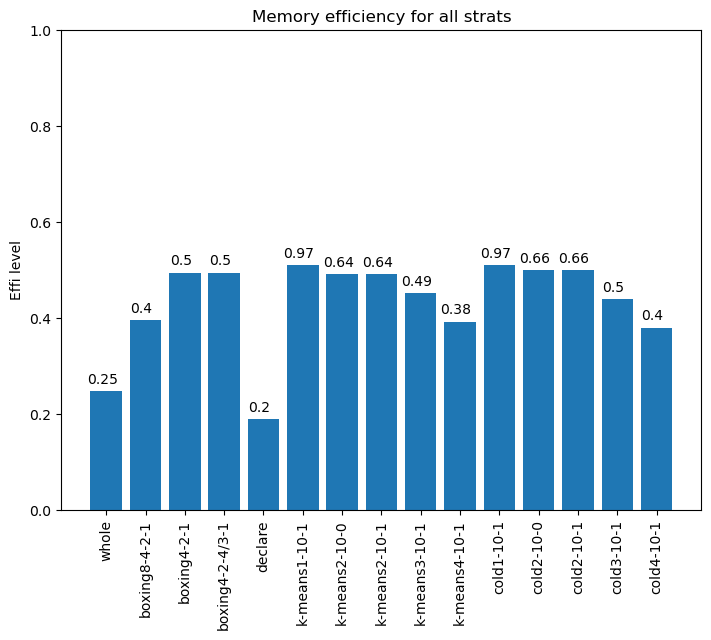 Memory efficiency for all strats
Effi level
1.0
0.8
0.6
0.4
0.2
0.0
0.25
0.4
0.5
0.5
0.2
0.97
0.64
0.64
0.49
0.38
0.97
0.66
0.66
0.5
0.4
whole
boxing8-4-2-1
boxing4-2-1
boxing4-2-4/3-1
declare
k-means1-10-1
k-means2-10-0
k-means2-10-1
k-means3-10-1
k-means4-10-1
cold1-10-1
cold2-10-0
cold2-10-1
cold3-10-1
cold4-10-1